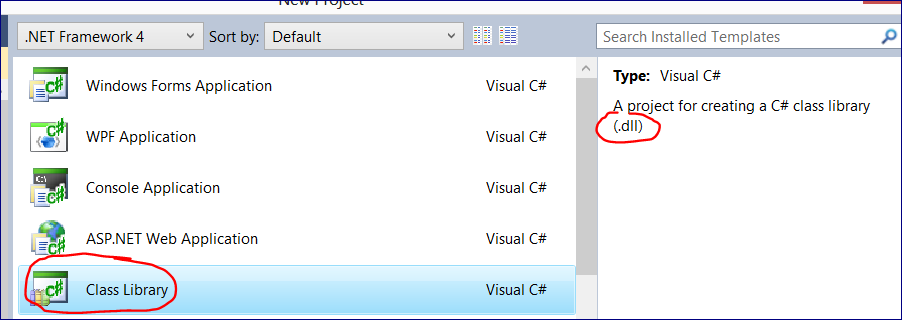 New Project
.NET Framework 4 Sort by: Default Search Installed Templates
Windows Forms Application Visual C#
WPF Application Visual C#
Console Application Visual C#
ASP.NET Web Application Visual C#
Class Library Visual C#
Type: Visual C#
A project for creating a C# class library
(.dll)